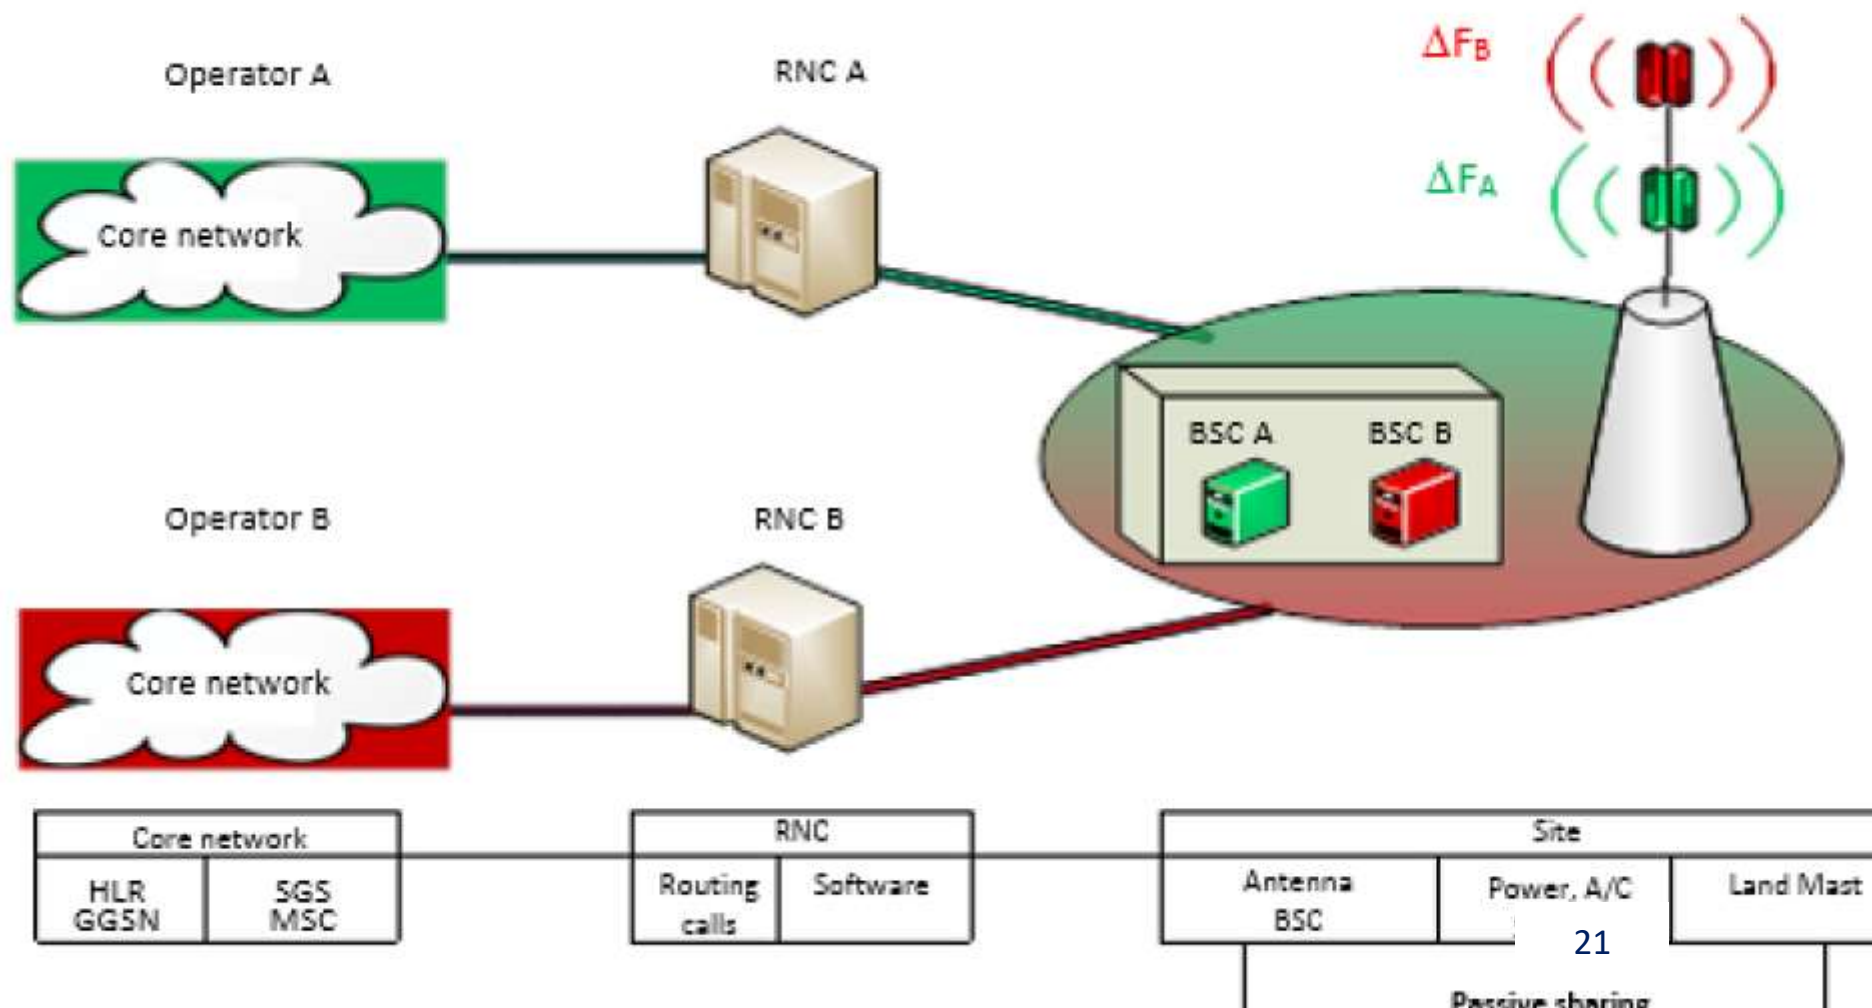 Operator A
RNC A
ΔFB
ΔFA
Core network
BSC A
BSC B
Operator B
RNC B
Core network
Core network
HLR
GGSN
SGS
MSC
RNC
Routing
calls
Software
Site
Antenna
BSC
Power, A/C
Land Mast
21
Passive sharing